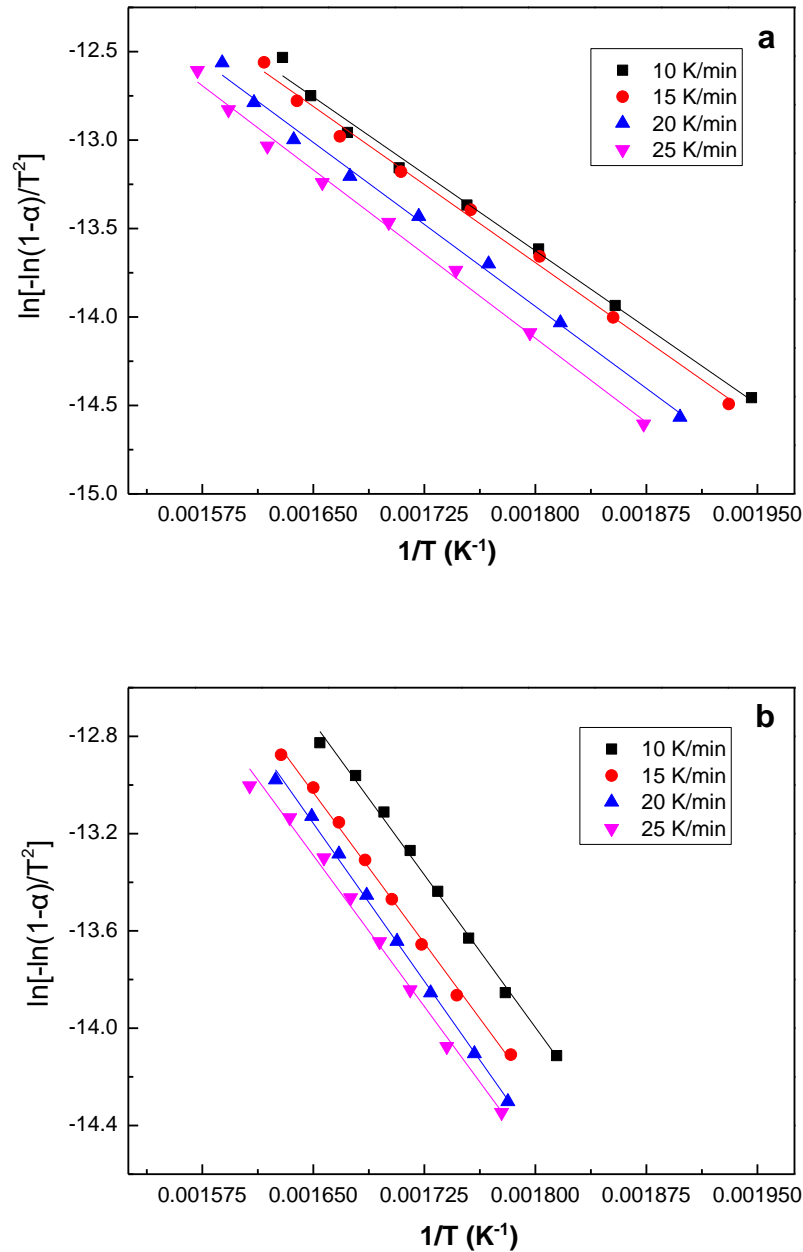 a
10 K/min
15 K/min
20 K/min
25 K/min
ln[-ln(1-α)/T²]
-12.5
-13.0
-13.5
-14.0
-14.5
-15.0
0.001575 0.001650 0.001725 0.001800 0.001875 0.001950
1/T (K⁻¹)
b
10 K/min
15 K/min
20 K/min
25 K/min
ln[-ln(1-α)/T²]
-12.8
-13.2
-13.6
-14.0
-14.4
0.001575 0.001650 0.001725 0.001800 0.001875 0.001950
1/T (K⁻¹)